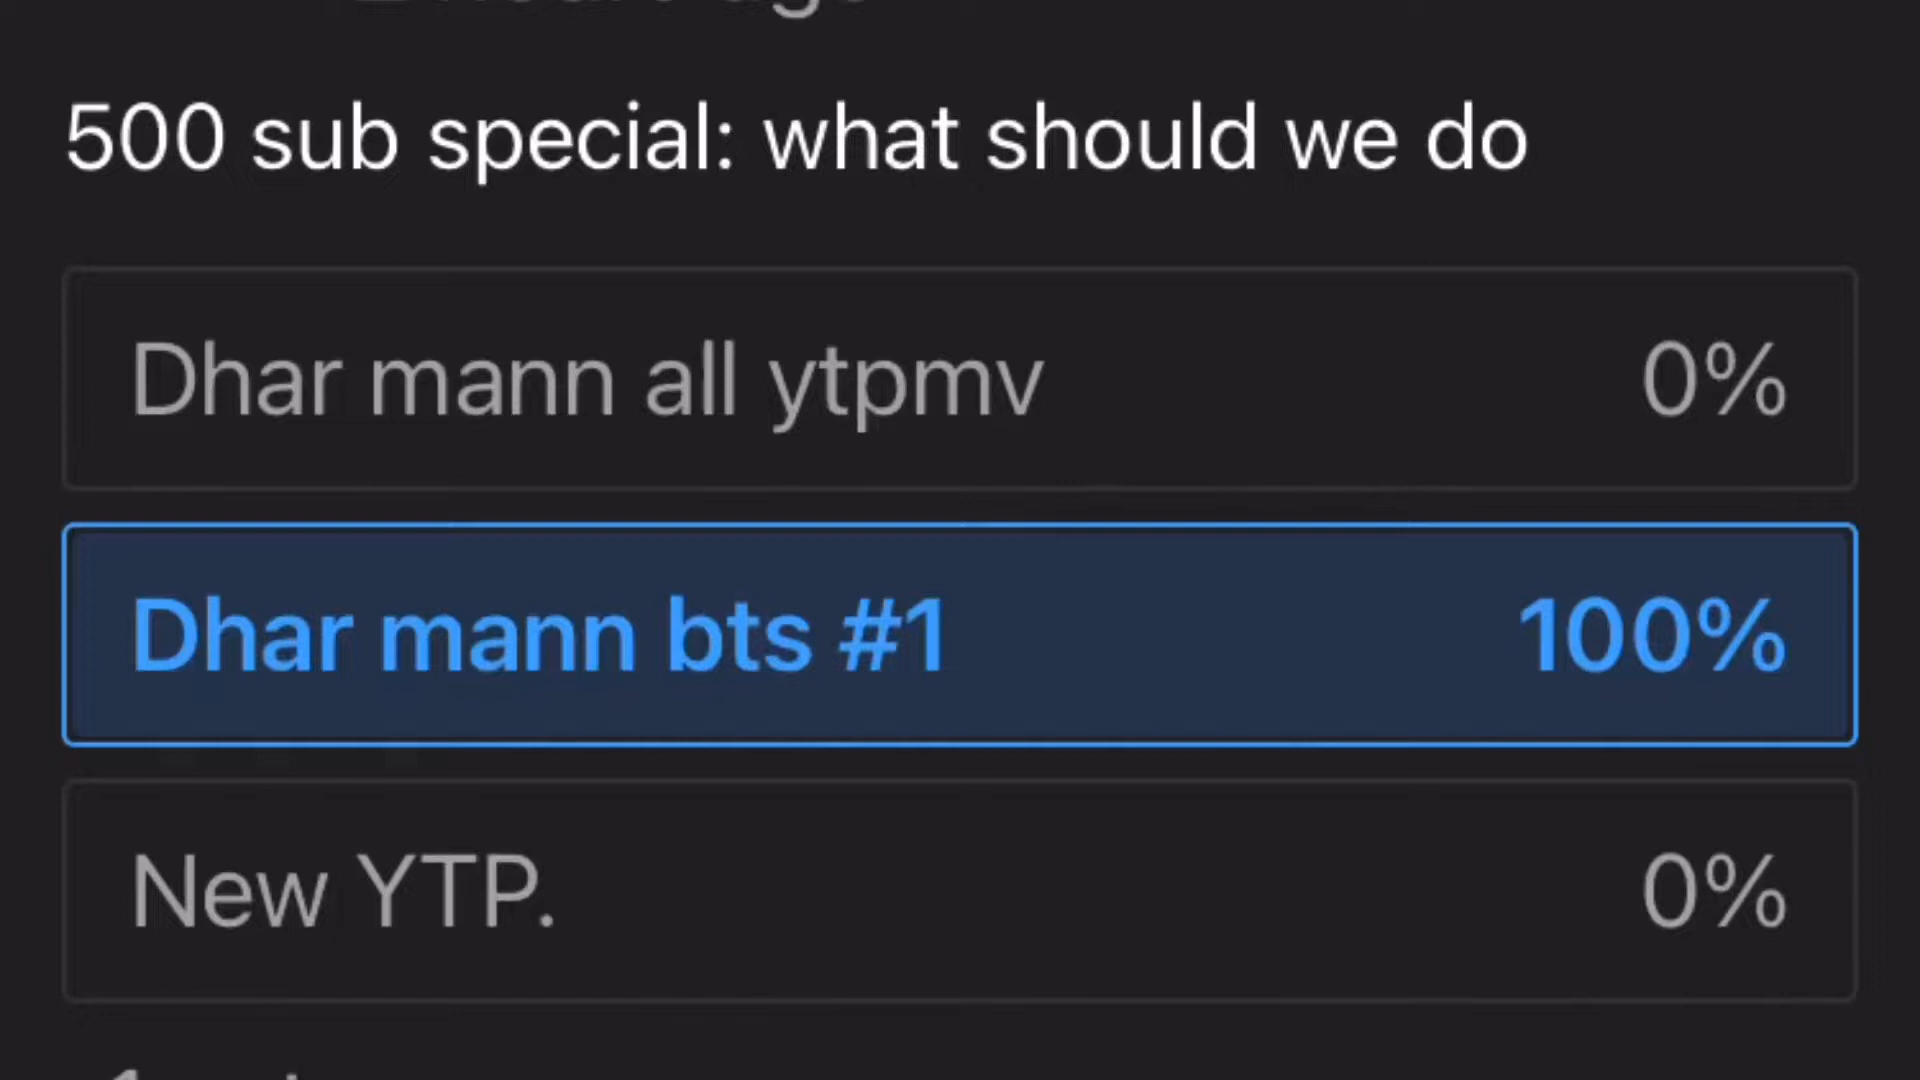 500 sub special: what should we do
Dhar mann all ytpmv 0%
Dhar mann bts #1 100%
New YTP. 0%